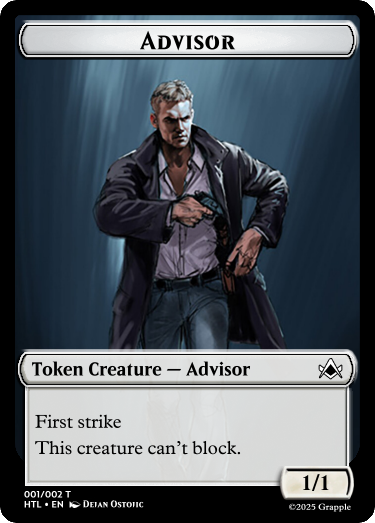 Advisor
Token Creature — Advisor
First strike
This creature can't block.
1/1
001/002 T
HTL • EN Dejan Ostojic
©2025 Grapple